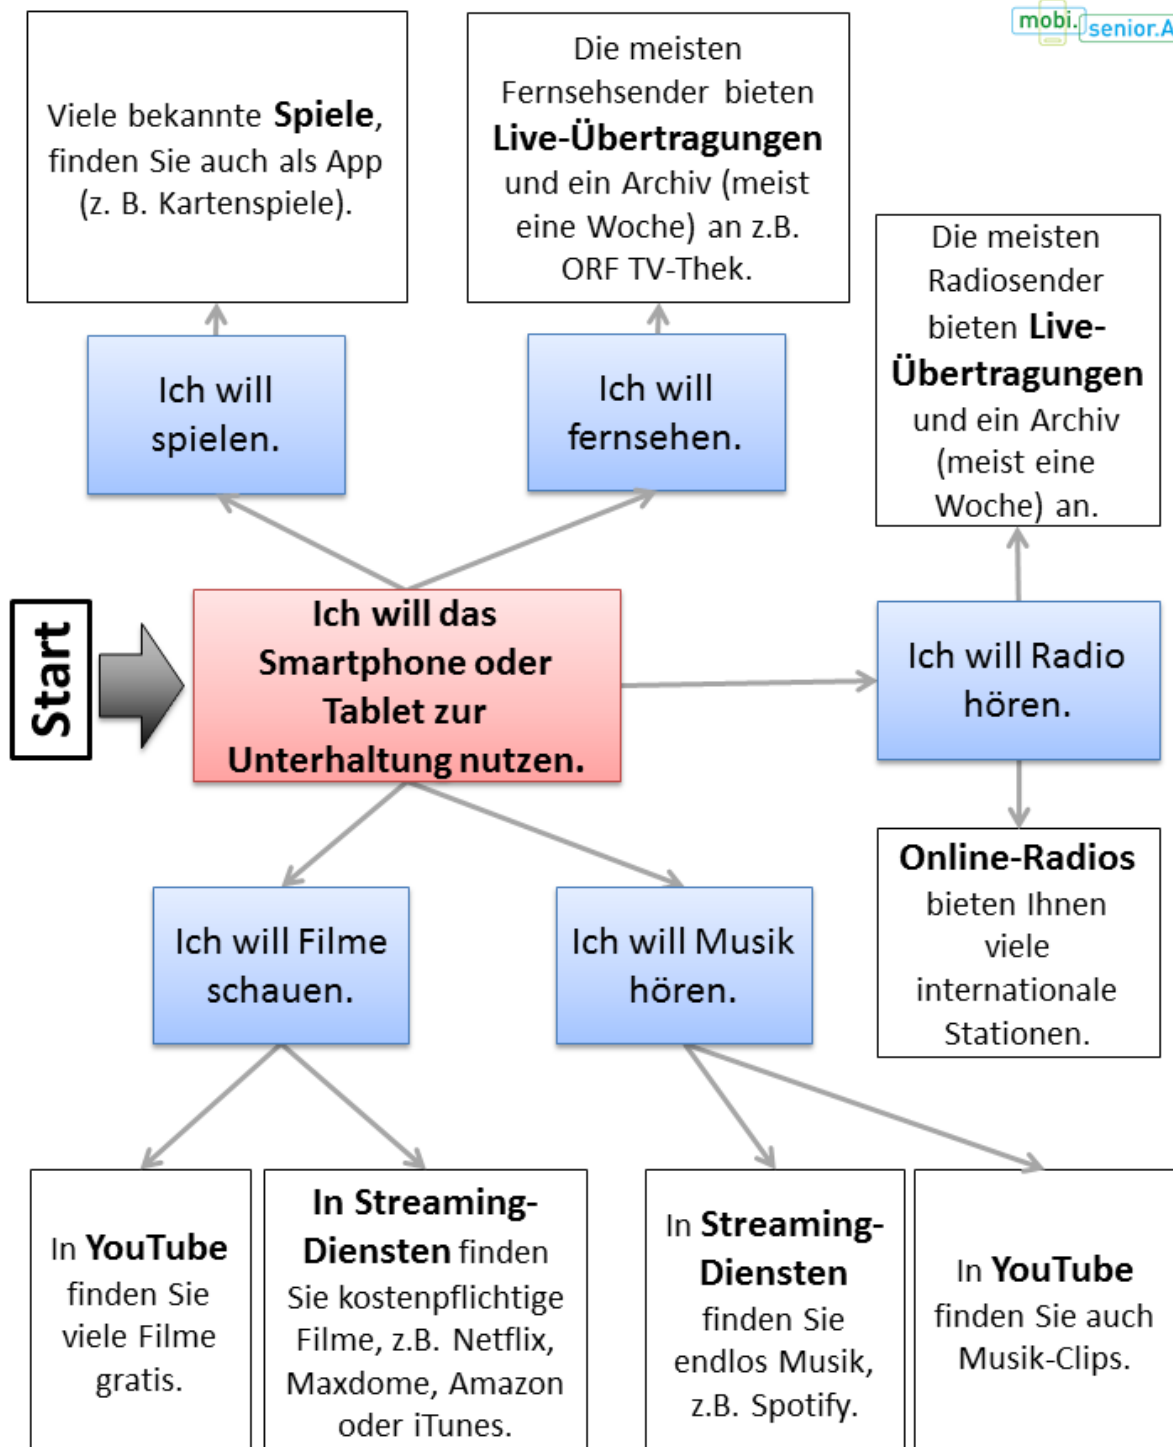 mobi.
senior.A
Viele bekannte Spiele,
finden Sie auch als App
(z. B. Kartenspiele).
Die meisten
Fernsehsender bieten
Live-Übertragungen
und ein Archiv (meist
eine Woche) an z.B.
ORF TV-Thek.
Die meisten
Radiosender
bieten Live-
Übertragungen
und ein Archiv
(meist eine
Woche) an.
Ich will
spielen.
Ich will
fernsehen.
Start
Ich will das
Smartphone oder
Tablet zur
Unterhaltung nutzen.
Ich will Radio
hören.
Online-Radios
bieten Ihnen
viele
internationale
Stationen.
Ich will Filme
schauen.
Ich will Musik
hören.
In YouTube
finden Sie
viele Filme
gratis.
In Streaming-
Diensten finden
Sie kostenpflichtige
Filme, z.B. Netflix,
Maxdome, Amazon
oder iTunes.
In Streaming-
Diensten
finden Sie
endlos Musik,
z.B. Spotify.
In YouTube
finden Sie auch
Musik-Clips.